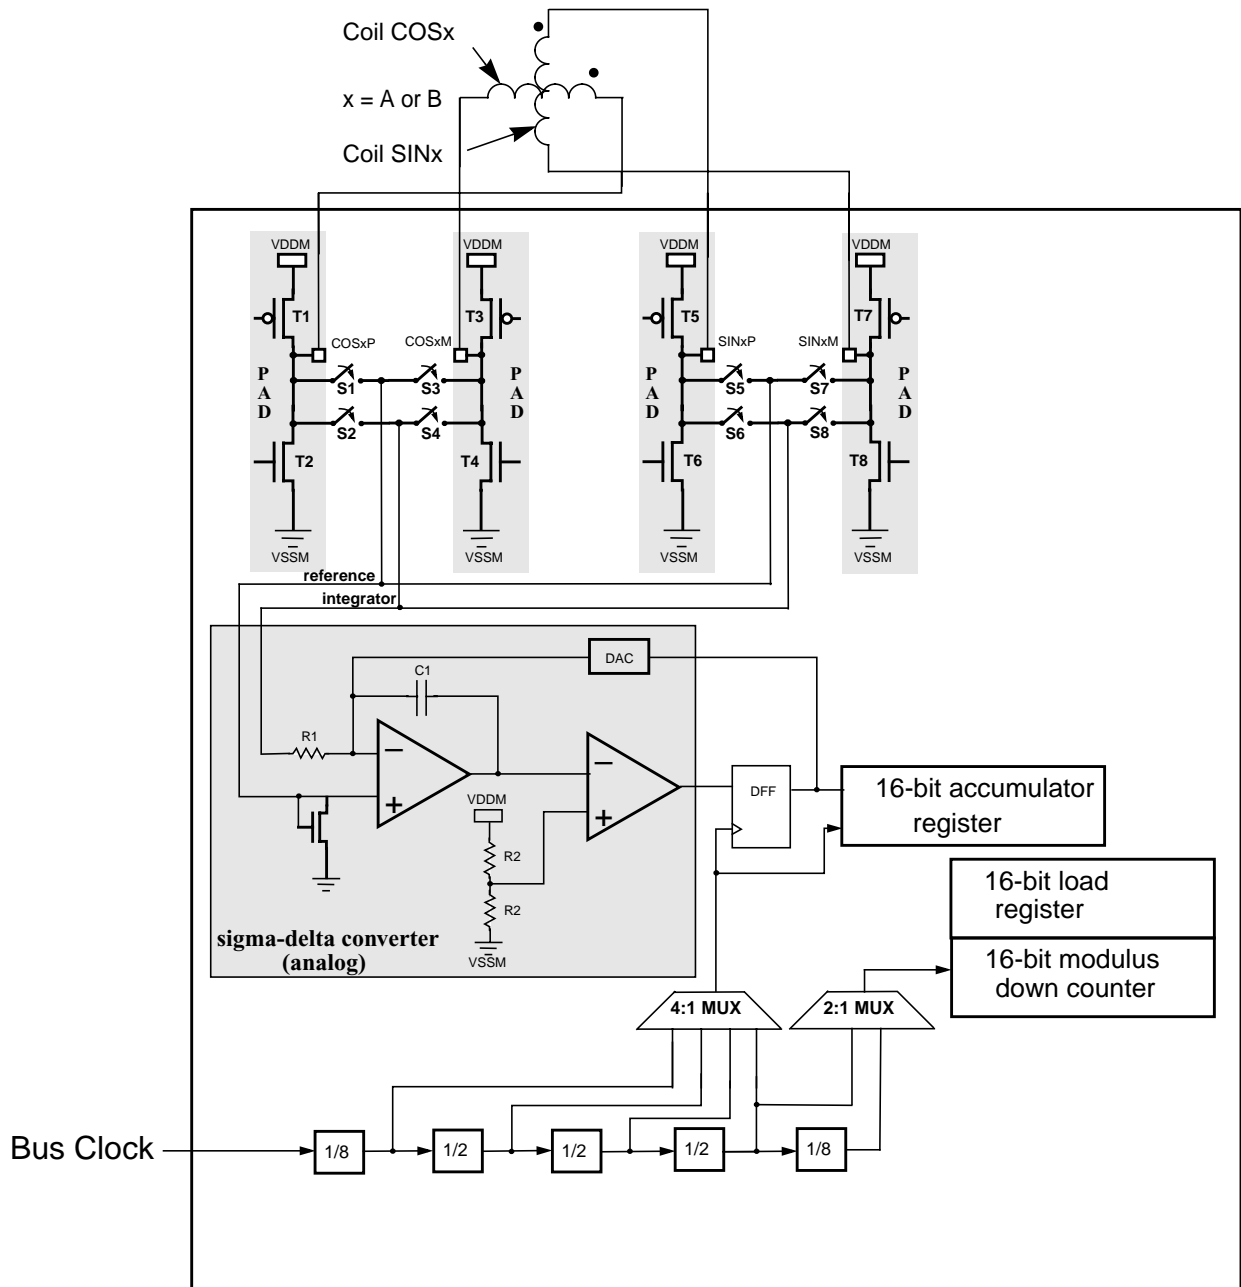 Coil COSx
x = A or B
Coil SINx
VDDM
VDDM
VDDM
VDDM
T1
T3
T5
T7
COSxP
COSxM
SINxP
SINxM
P
A
D
P
A
D
P
A
D
P
A
D
S1
S3
S5
S7
S2
S4
S6
S8
T2
T4
T6
T8
VSSM
VSSM
VSSM
VSSM
reference
integrator
DAC
C1
R1
−
+
VDDM
R2
R2
VSSM
−
+
DFF
16-bit accumulator
register
16-bit load
register
16-bit modulus
down counter
sigma-delta converter
(analog)
4:1 MUX
2:1 MUX
Bus Clock
1/8
1/2
1/2
1/2
1/8